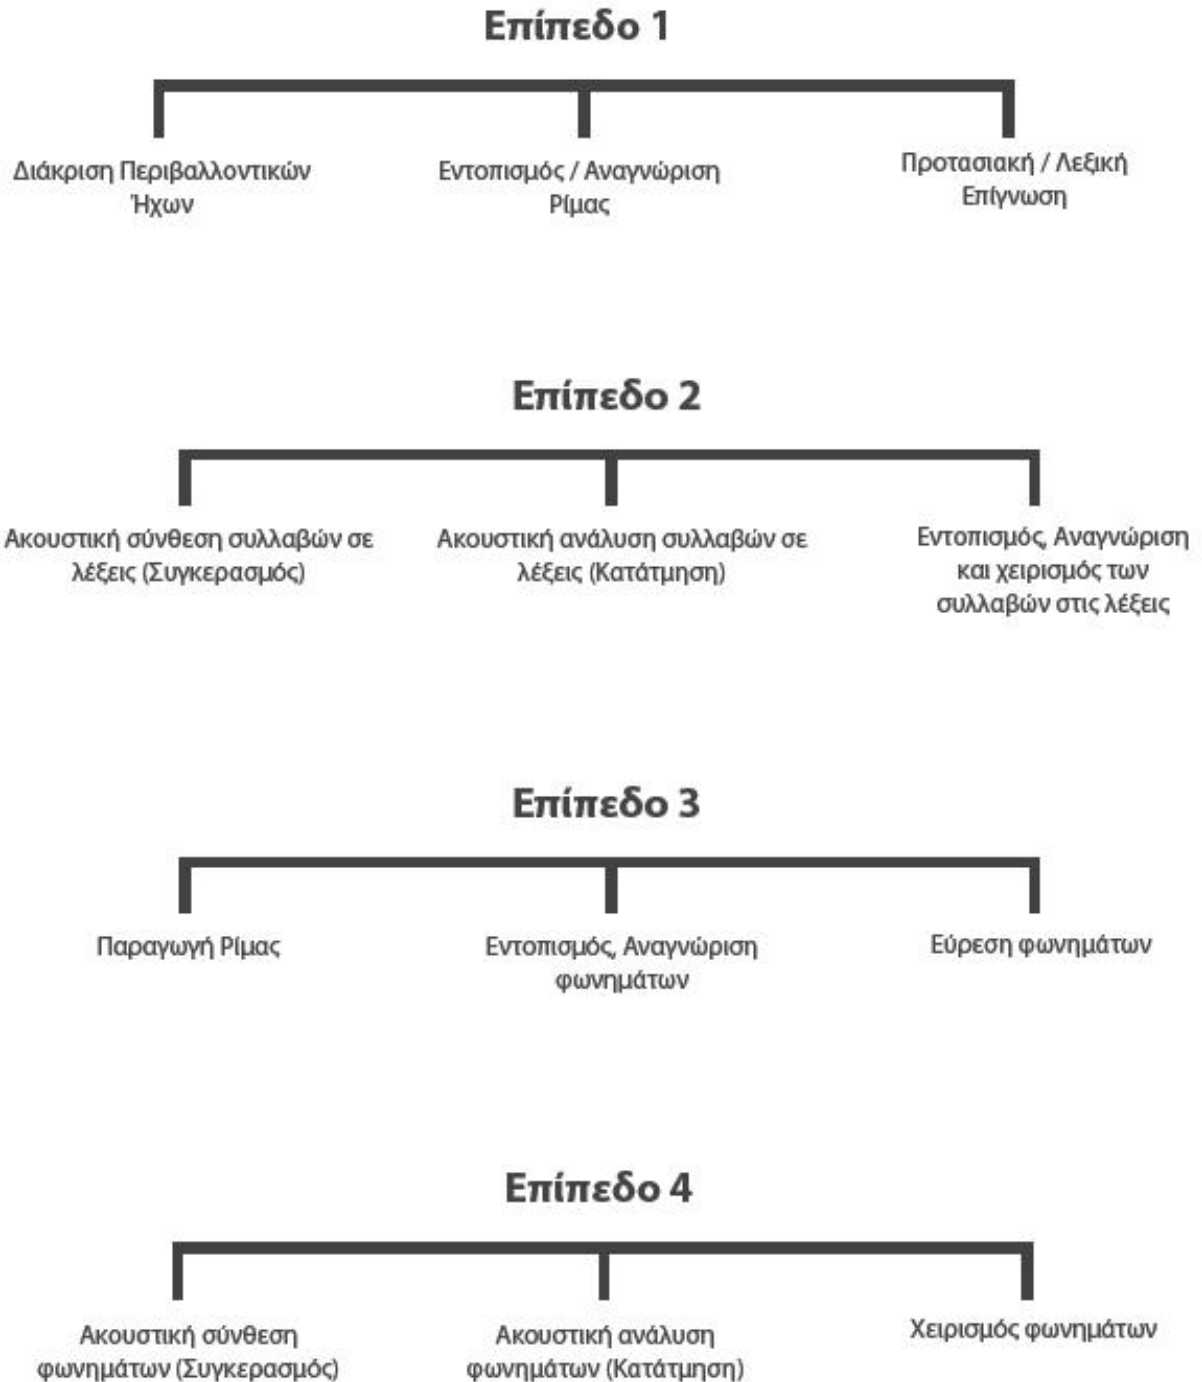 Επίπεδο 1
Διάκριση Περιβαλλοντικών
Ήχων
Εντοπισμός / Αναγνώριση
Ρίμας
Προτασιακή / Λεξική
Επίγνωση
Επίπεδο 2
Ακουστική σύνθεση συλλαβών σε
λέξεις (Συγκερασμός)
Ακουστική ανάλυση συλλαβών σε
λέξεις (Κατάτμηση)
Εντοπισμός, Αναγνώριση
και χειρισμός των
συλλαβών στις λέξεις
Επίπεδο 3
Παραγωγή Ρίμας
Εντοπισμός, Αναγνώριση
φωνημάτων
Εύρεση φωνημάτων
Επίπεδο 4
Ακουστική σύνθεση
φωνημάτων (Συγκερασμός)
Ακουστική ανάλυση
φωνημάτων (Κατάτμηση)
Χειρισμός φωνημάτων